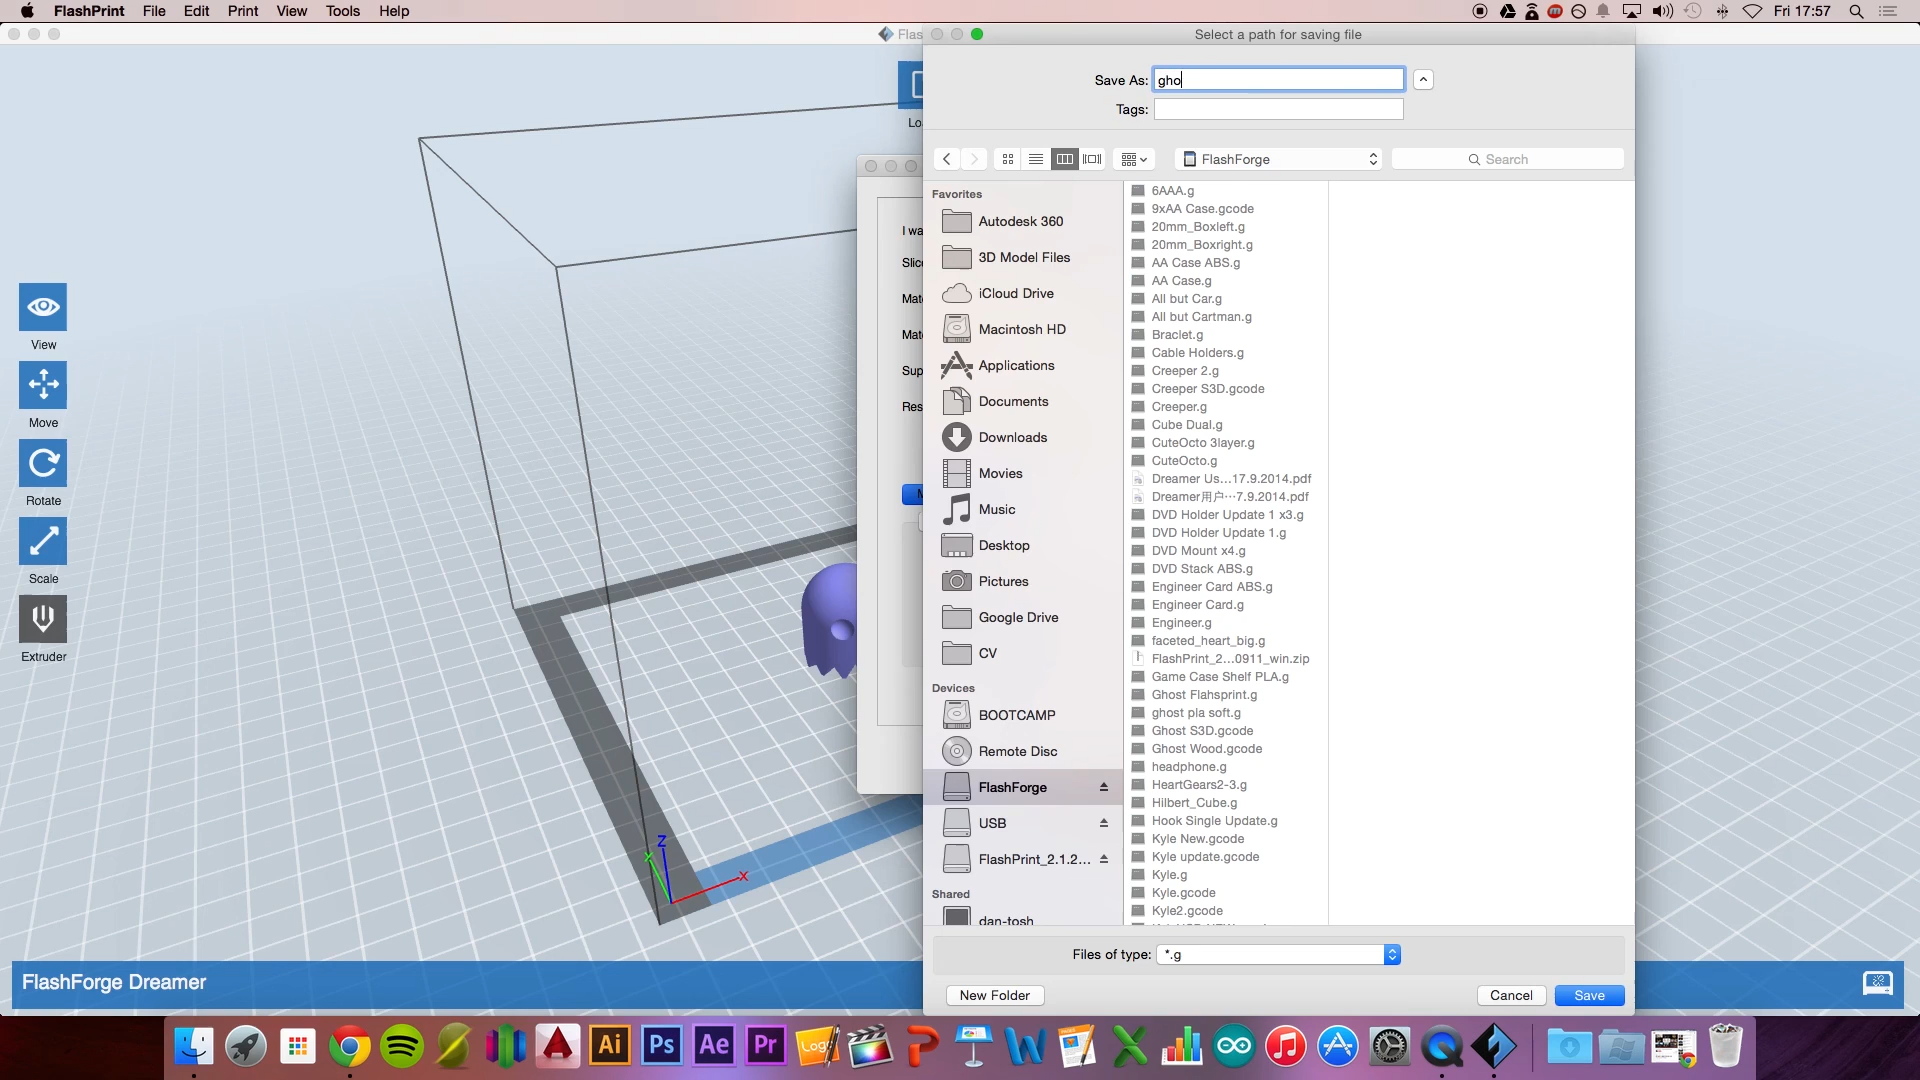 FlashPrint File Edit Print View Tools Help
Fri 17:57
Flas
Select a path for saving file
Save As: gho
Tags:
FlashForge
Search
Lo
I wa
Slic
Mat
Mat
Sup
Res
M
View
Move
Rotate
Scale
Extruder
Favorites
Autodesk 360
3D Model Files
iCloud Drive
Macintosh HD
Applications
Documents
Downloads
Movies
Music
Desktop
Pictures
Google Drive
CV
Devices
BOOTCAMP
Remote Disc
FlashForge
USB
FlashPrint_2.1.2...
Shared
dan-tosh
6AAA.g
9xAA Case.gcode
20mm_Boxleft.g
20mm_Boxright.g
AA Case ABS.g
AA Case.g
All but Car.g
All but Cartman.g
Braclet.g
Cable Holders.g
Creeper 2.g
Creeper S3D.gcode
Creeper.g
Cube Dual.g
CuteOcto 3layer.g
CuteOcto.g
Dreamer Us...17.9.2014.pdf
Dreamer用户···7.9.2014.pdf
DVD Holder Update 1 x3.g
DVD Holder Update 1.g
DVD Mount x4.g
DVD Stack ABS.g
Engineer Card ABS.g
Engineer Card.g
Engineer.g
faceted_heart_big.g
FlashPrint_2...0911_win.zip
Game Case Shelf PLA.g
Ghost Flahsprint.g
ghost pla soft.g
Ghost S3D.gcode
Ghost Wood.gcode
headphone.g
HeartGears2-3.g
Hilbert_Cube.g
Hook Single Update.g
Kyle New.gcode
Kyle update.gcode
Kyle.g
Kyle.gcode
Kyle2.gcode
Z
Y
X
Files of type: *.g
New Folder
Cancel
Save
FlashForge Dreamer
Ai
Ps
Ae
Pr